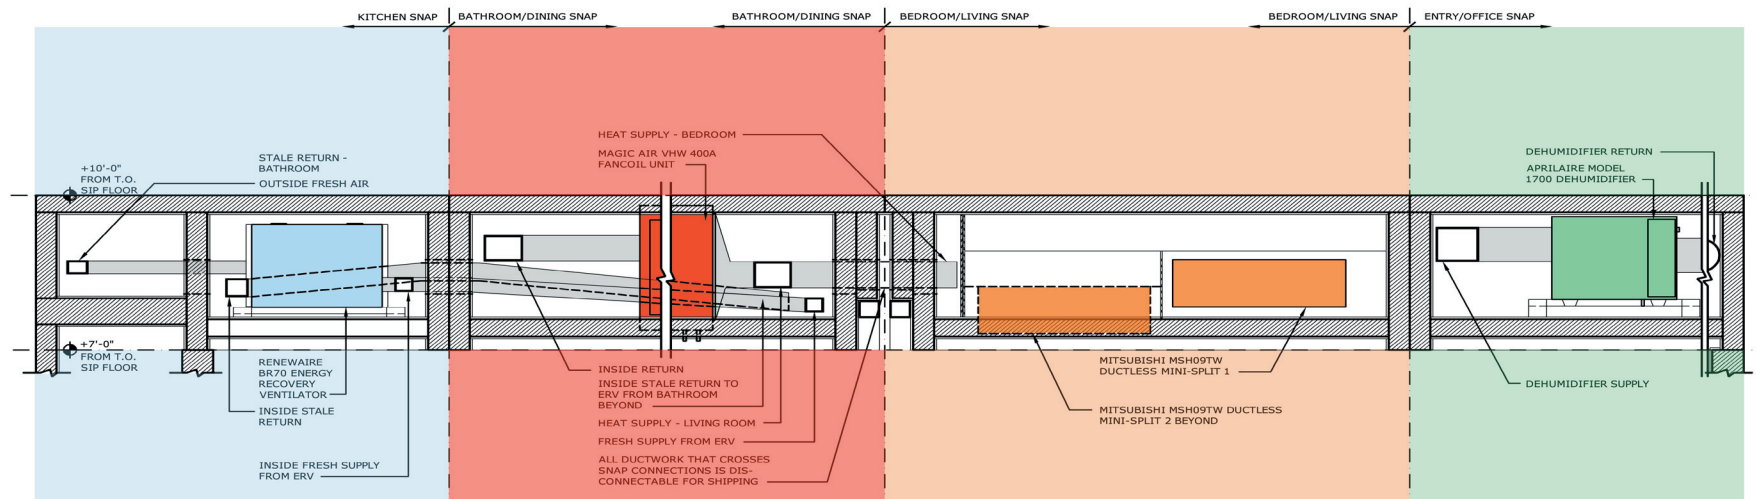 KITCHEN SNAP
BATHROOM/DINING SNAP
BATHROOM/DINING SNAP
BEDROOM/LIVING SNAP
BEDROOM/LIVING SNAP
ENTRY/OFFICE SNAP
+10'-0"
FROM T.O.
SIP FLOOR
STALE RETURN -
BATHROOM
OUTSIDE FRESH AIR
HEAT SUPPLY - BEDROOM
MAGIC AIR VHW 400A
FANCOIL UNIT
DEHUMIDIFIER RETURN
APRILAIRE MODEL
1700 DEHUMIDIFIER
+7'-0"
FROM T.O.
SIP FLOOR
RENEWAIRE
BR70 ENERGY
RECOVERY
VENTILATOR
INSIDE STALE
RETURN
INSIDE FRESH SUPPLY
FROM ERV
INSIDE RETURN
INSIDE STALE RETURN TO
ERV FROM BATHROOM
BEYOND
HEAT SUPPLY - LIVING ROOM
FRESH SUPPLY FROM ERV
ALL DUCTWORK THAT CROSSES
SNAP CONNECTIONS IS DIS-
CONNECTABLE FOR SHIPPING
MITSUBISHI MSH09TW
DUCTLESS MINI-SPLIT 1
MITSUBISHI MSH09TW DUCTLESS
MINI-SPLIT 2 BEYOND
DEHUMIDIFIER SUPPLY